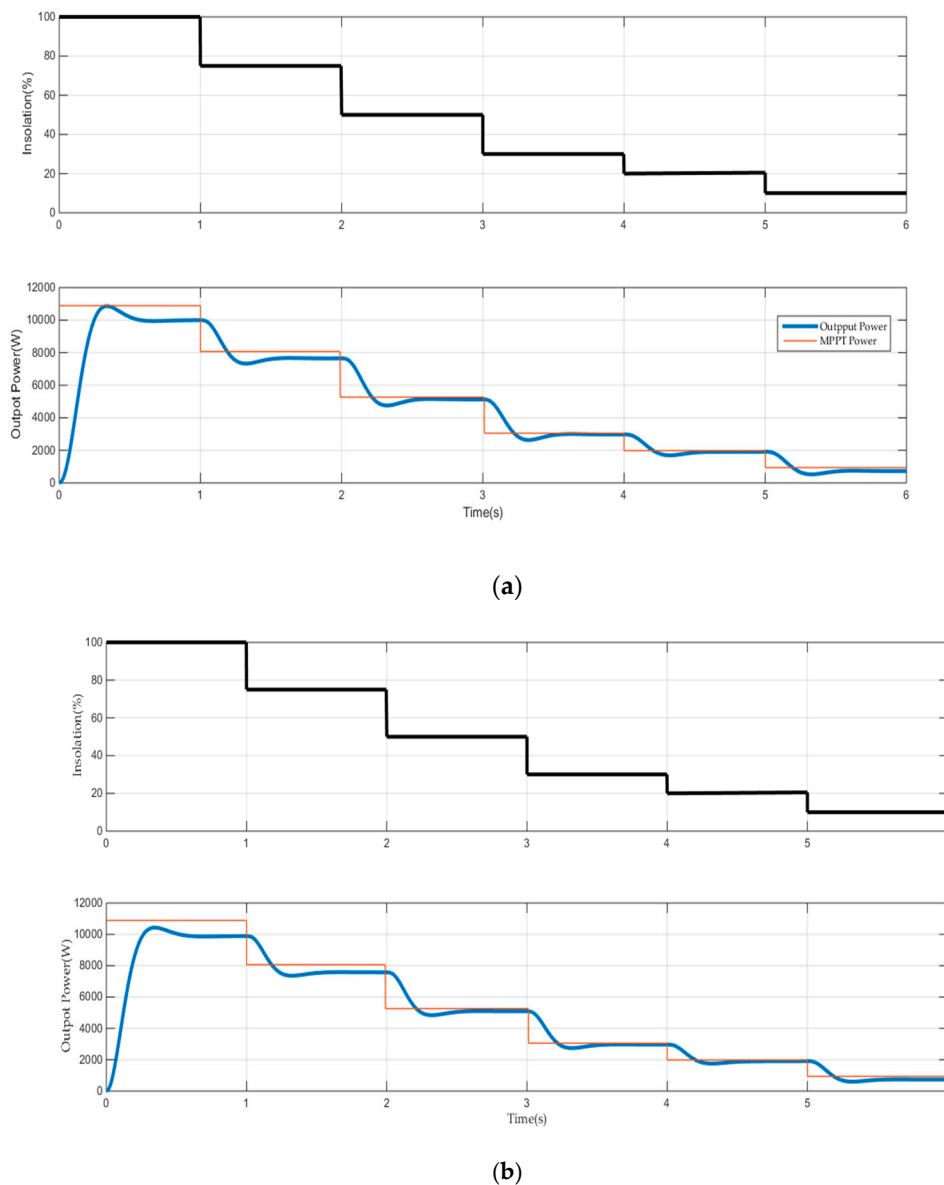 100
80
60
40
20
0
Insolation(%)
0 1 2 3 4 5 6
12000
10000
8000
6000
4000
2000
0
Outpot Power(W)
Outpput Power
MPPT Power
0 1 2 3 4 5 6
Time(s)
(a)
100
80
60
40
20
0
Insolation(%)
0 1 2 3 4 5
12000
10000
8000
6000
4000
2000
0
Outpot Power(W)
0 1 2 3 4 5
Time(s)
(b)